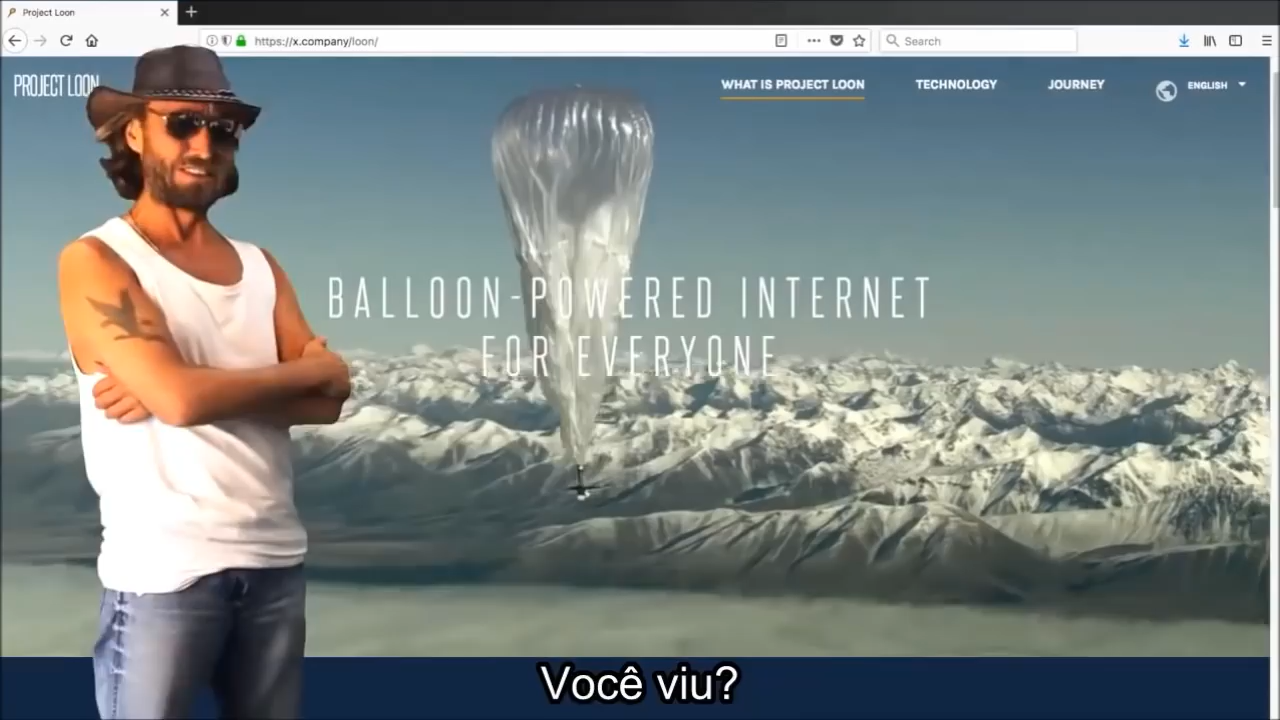 Project Loon
https://x.company/loon/
Search
PROJECT LOON
WHAT IS PROJECT LOON
TECHNOLOGY
JOURNEY
ENGLISH
BALLOON-POWERED INTERNET
FOR EVERYONE
Você viu?